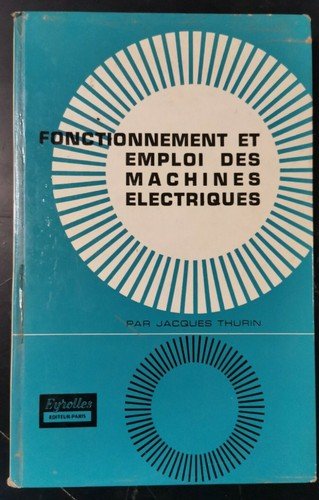 FONCTIONNEMENT ET
EMPLOI DES
MACHINES
ELECTRIQUES
PAR JACQUES THURIN
Eyrolles
EDITEUR.PARIS